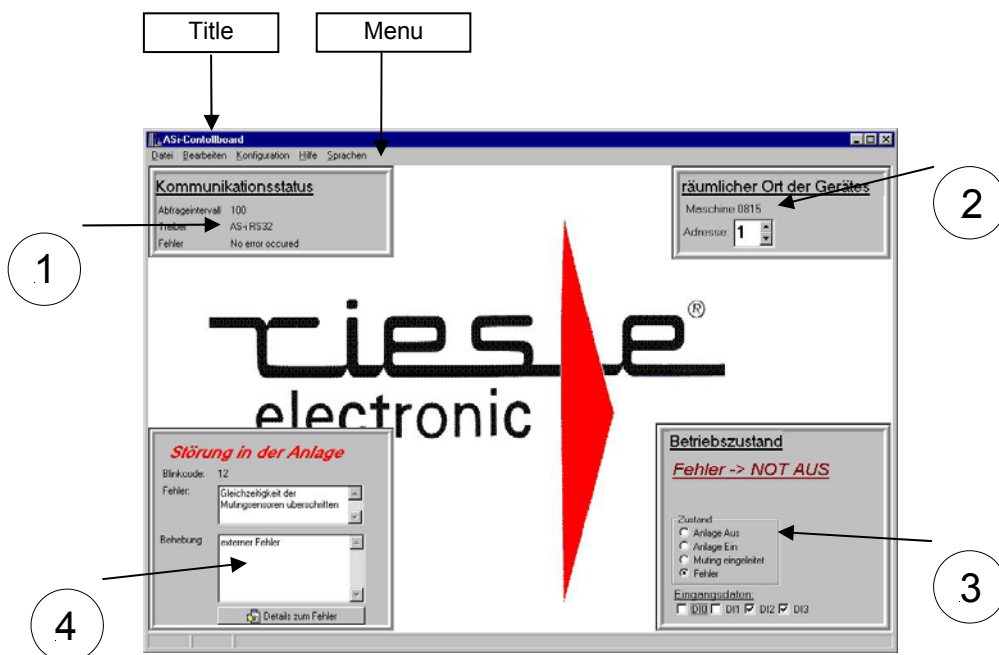 Title
Menu
ASi-Contollboard
Datei Bearbeiten Konfiguration Hilfe Sprachen
Kommunikationsstatus
Abfrageintervall 100
Treiber AS-i RS32
Fehler No error occured
räumlicher Ort der Gerätes
Maschine 0815
Adresse: 1
1
2
riese
®
electronic
Störung in der Anlage
Blinkcode: 12
Fehler: Gleichzeitigkeit der
Mutingsensoren überschritten
Behebung externer Fehler
Details zum Fehler
Betriebszustand
Fehler -> NOT AUS
Zustand
Anlage Aus
Anlage Ein
Muting eingeleitet
Fehler
Eingangsdaten:
DI0 DI1 DI2 DI3
3
4